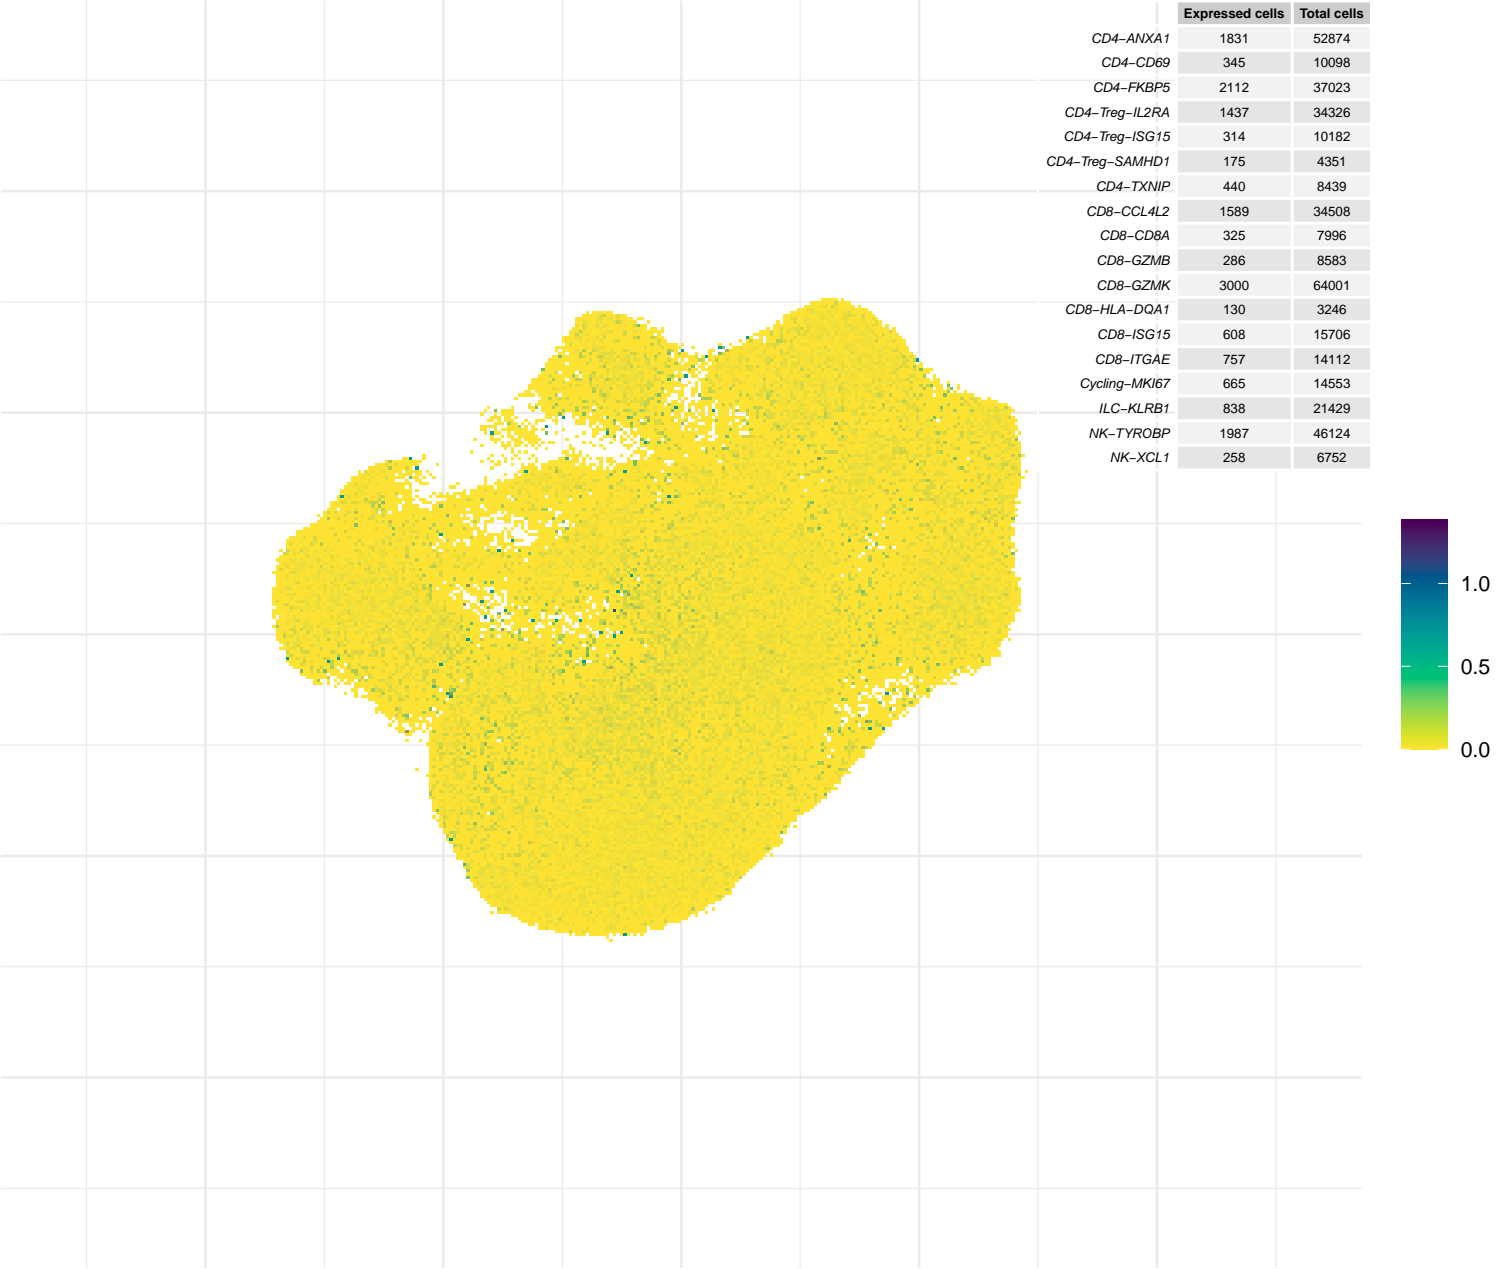 Expressed cells Total cells
CD4−ANXA1 1831 52874
CD4−CD69 345 10098
CD4−FKBP5 2112 37023
CD4−Treg−IL2RA 1437 34326
CD4−Treg−ISG15 314 10182
CD4−Treg−SAMHD1 175 4351
CD4−TXNIP 440 8439
CD8−CCL4L2 1589 34508
CD8−CD8A 325 7996
CD8−GZMB 286 8583
CD8−GZMK 3000 64001
CD8−HLA−DQA1 130 3246
CD8−ISG15 608 15706
CD8−ITGAE 757 14112
Cycling−MKI67 665 14553
ILC−KLRB1 838 21429
NK−TYROBP 1987 46124
NK−XCL1 258 6752
1.0
0.5
0.0